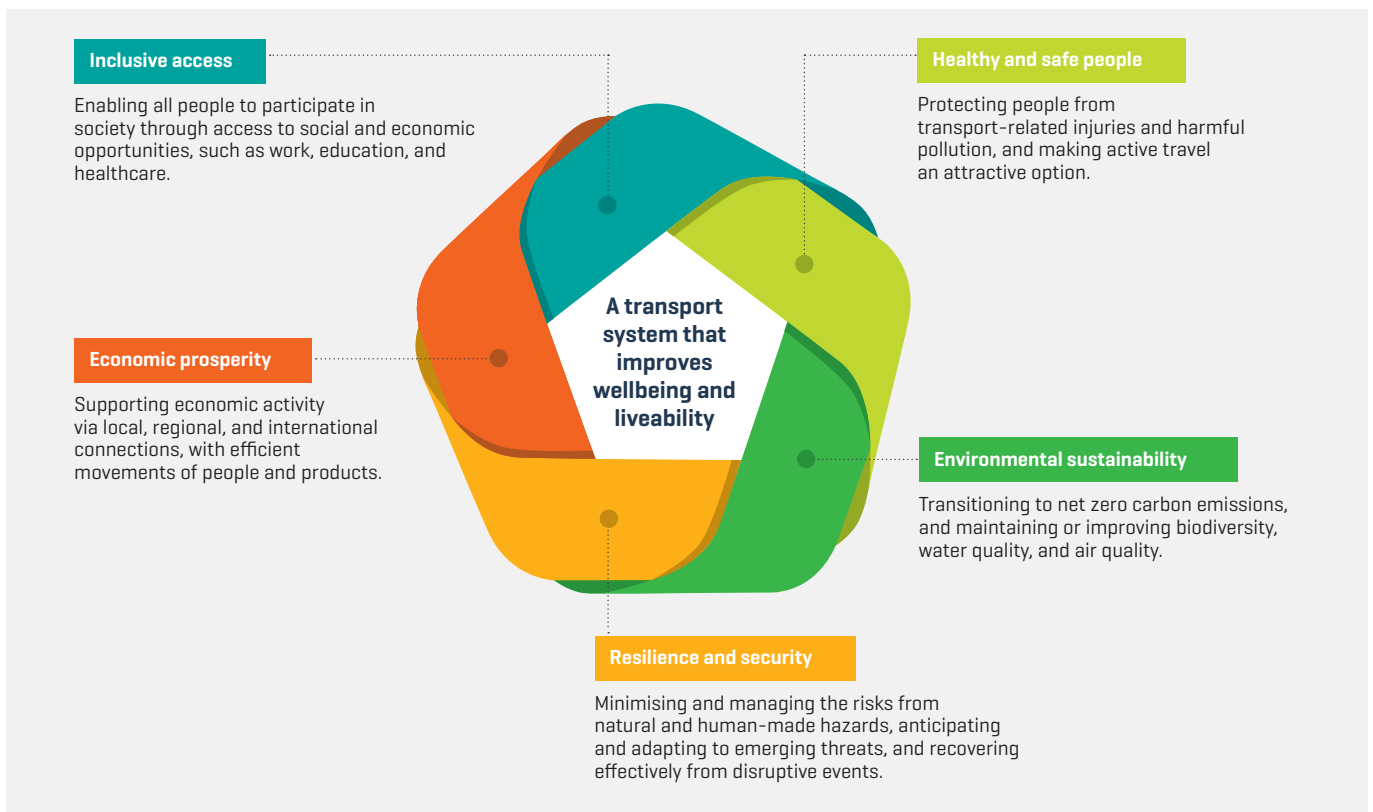 Inclusive access
Enabling all people to participate in
society through access to social and economic
opportunities, such as work, education, and
healthcare.
Healthy and safe people
Protecting people from
transport-related injuries and harmful
pollution, and making active travel
an attractive option.
A transport
system that
improves
wellbeing and
liveability
Economic prosperity
Supporting economic activity
via local, regional, and international
connections, with efficient
movements of people and products.
Environmental sustainability
Transitioning to net zero carbon emissions,
and maintaining or improving biodiversity,
water quality, and air quality.
Resilience and security
Minimising and managing the risks from
natural and human-made hazards, anticipating
and adapting to emerging threats, and recovering
effectively from disruptive events.